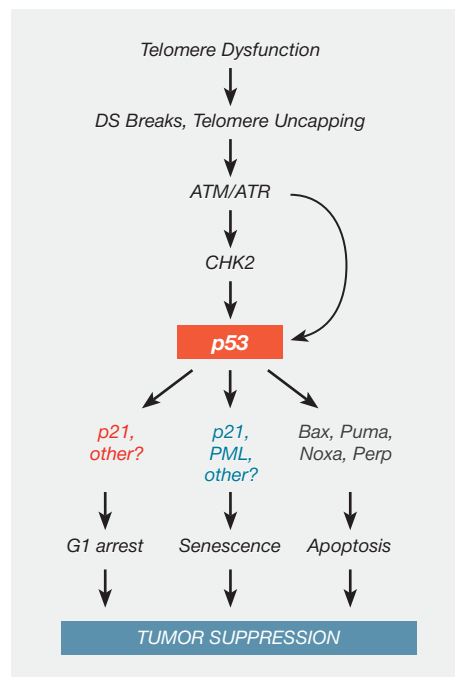 Telomere Dysfunction
DS Breaks, Telomere Uncapping
ATM/ATR
CHK2
p53
p21,
other?
p21,
PML,
other?
Bax, Puma,
Noxa, Perp
G1 arrest
Senescence
Apoptosis
TUMOR SUPPRESSION